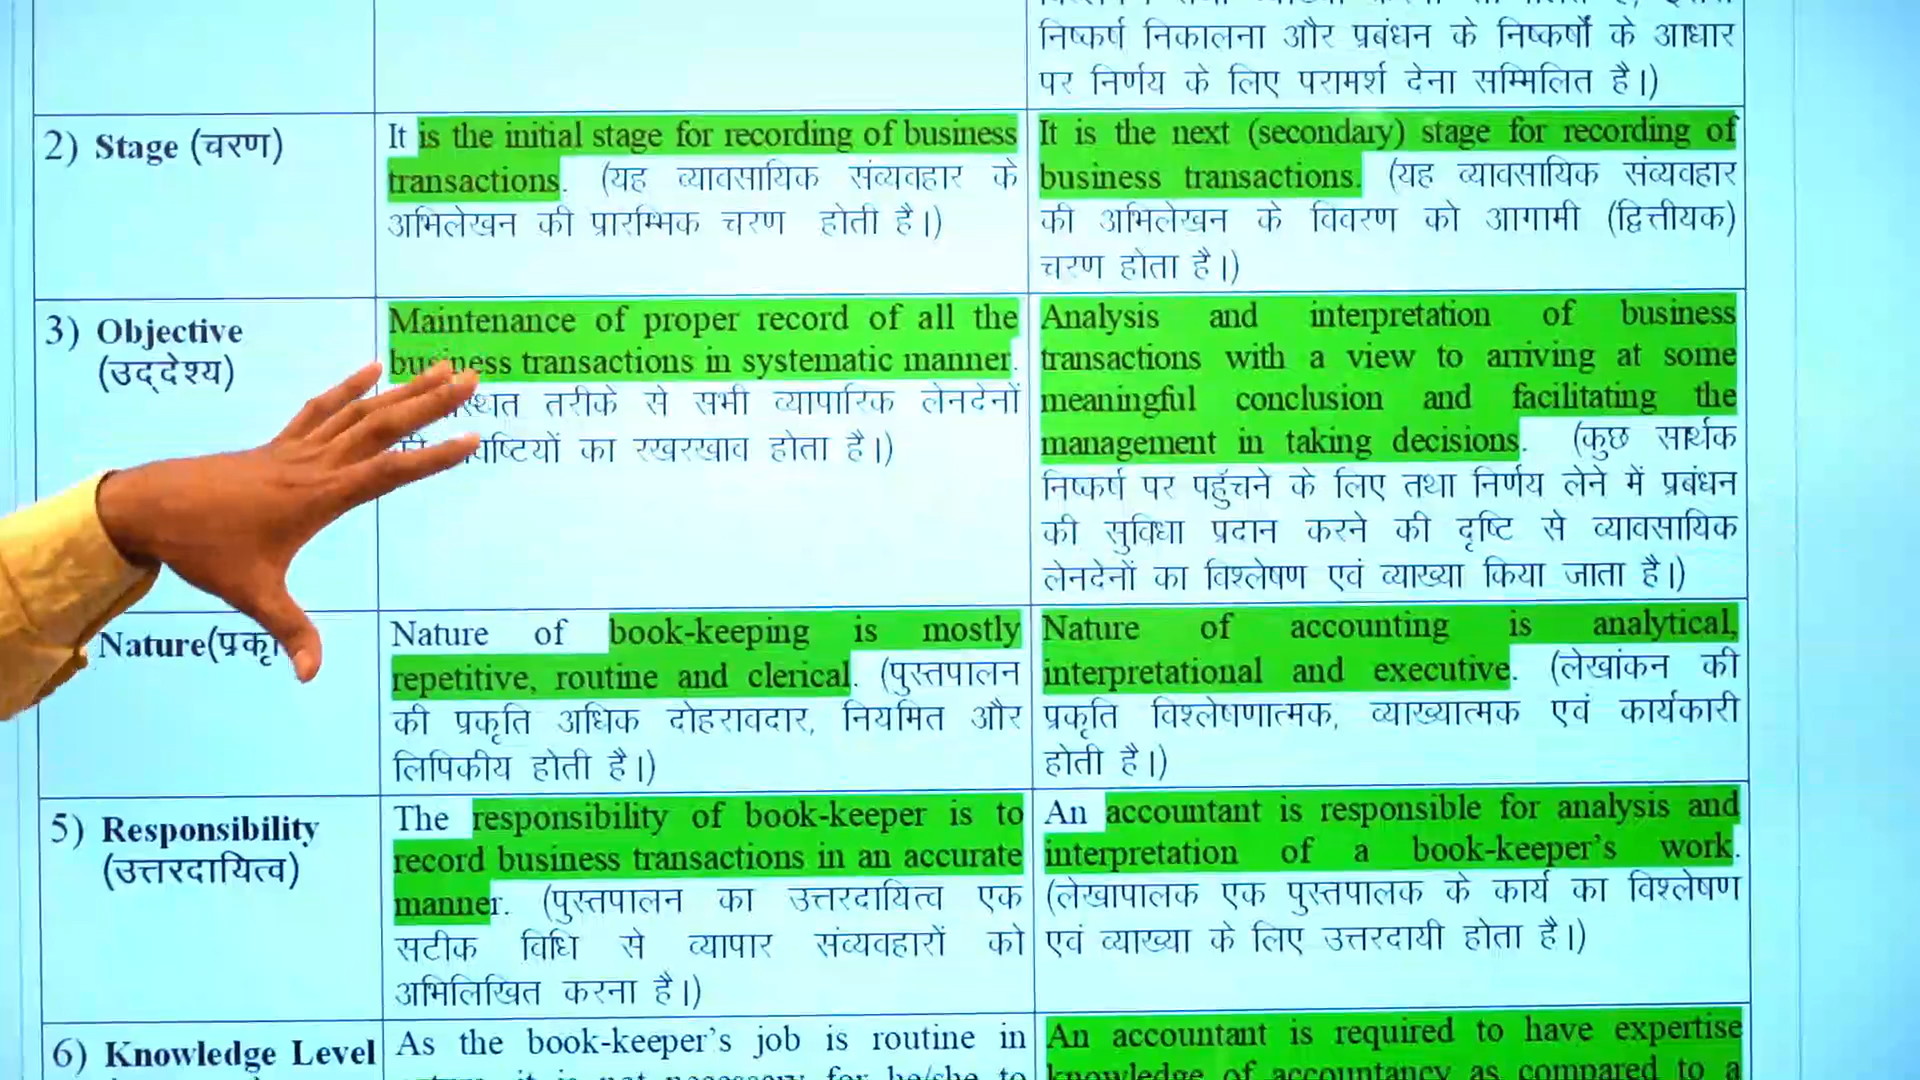 निष्कर्ष निकालना और प्रबंधन के निष्कर्षों के आधार
पर निर्णय के लिए परामर्श देना सम्मिलित है।)
2) Stage (चरण)
It is the initial stage for recording of business
transactions. (यह व्यावसायिक संव्यवहार के
अभिलेखन की प्रारम्भिक चरण होती है।)
It is the next (secondary) stage for recording of
business transactions. (यह व्यावसायिक संव्यवहार
की अभिलेखन के विवरण को आगामी (द्वित्तीयक)
चरण होता है।)
3) Objective
(उद्देश्य)
Maintenance of proper record of all the
business transactions in systematic manner.
तरीके से सभी व्यापारिक लेनदेनों
का रखरखाव होता है।)
Analysis and interpretation of business
transactions with a view to arriving at some
meaningful conclusion and facilitating the
management in taking decisions. (कुछ सार्थक
निष्कर्ष पर पहुँचने के लिए तथा निर्णय लेने में प्रबंधन
की सुविधा प्रदान करने की दृष्टि से व्यावसायिक
लेनदेनों का विश्लेषण एवं व्याख्या किया जाता है।)
Nature
Nature of book-keeping is mostly
repetitive, routine and clerical. (पुस्तपालन
की प्रकृति अधिक दोहरावदार, नियमित और
लिपिकीय होती है।)
Nature of accounting is analytical,
interpretational and executive. (लेखांकन की
प्रकृति विश्लेषणात्मक, व्याख्यात्मक एवं कार्यकारी
होती है।)
5) Responsibility
(उत्तरदायित्व)
The responsibility of book-keeper is to
record business transactions in an accurate
manner. (पुस्तपालन का उत्तरदायित्व एक
सटीक विधि से व्यापार संव्यवहारों को
अभिलिखित करना है।)
An accountant is responsible for analysis and
interpretation of a book-keeper's work.
(लेखापालक एक पुस्तपालक के कार्य का विश्लेषण
एवं व्याख्या के लिए उत्तरदायी होता है।)
6) Knowledge Level
As the book-keeper's job is routine in
An accountant is required to have expertise
knowledge of accountancy as compared to a